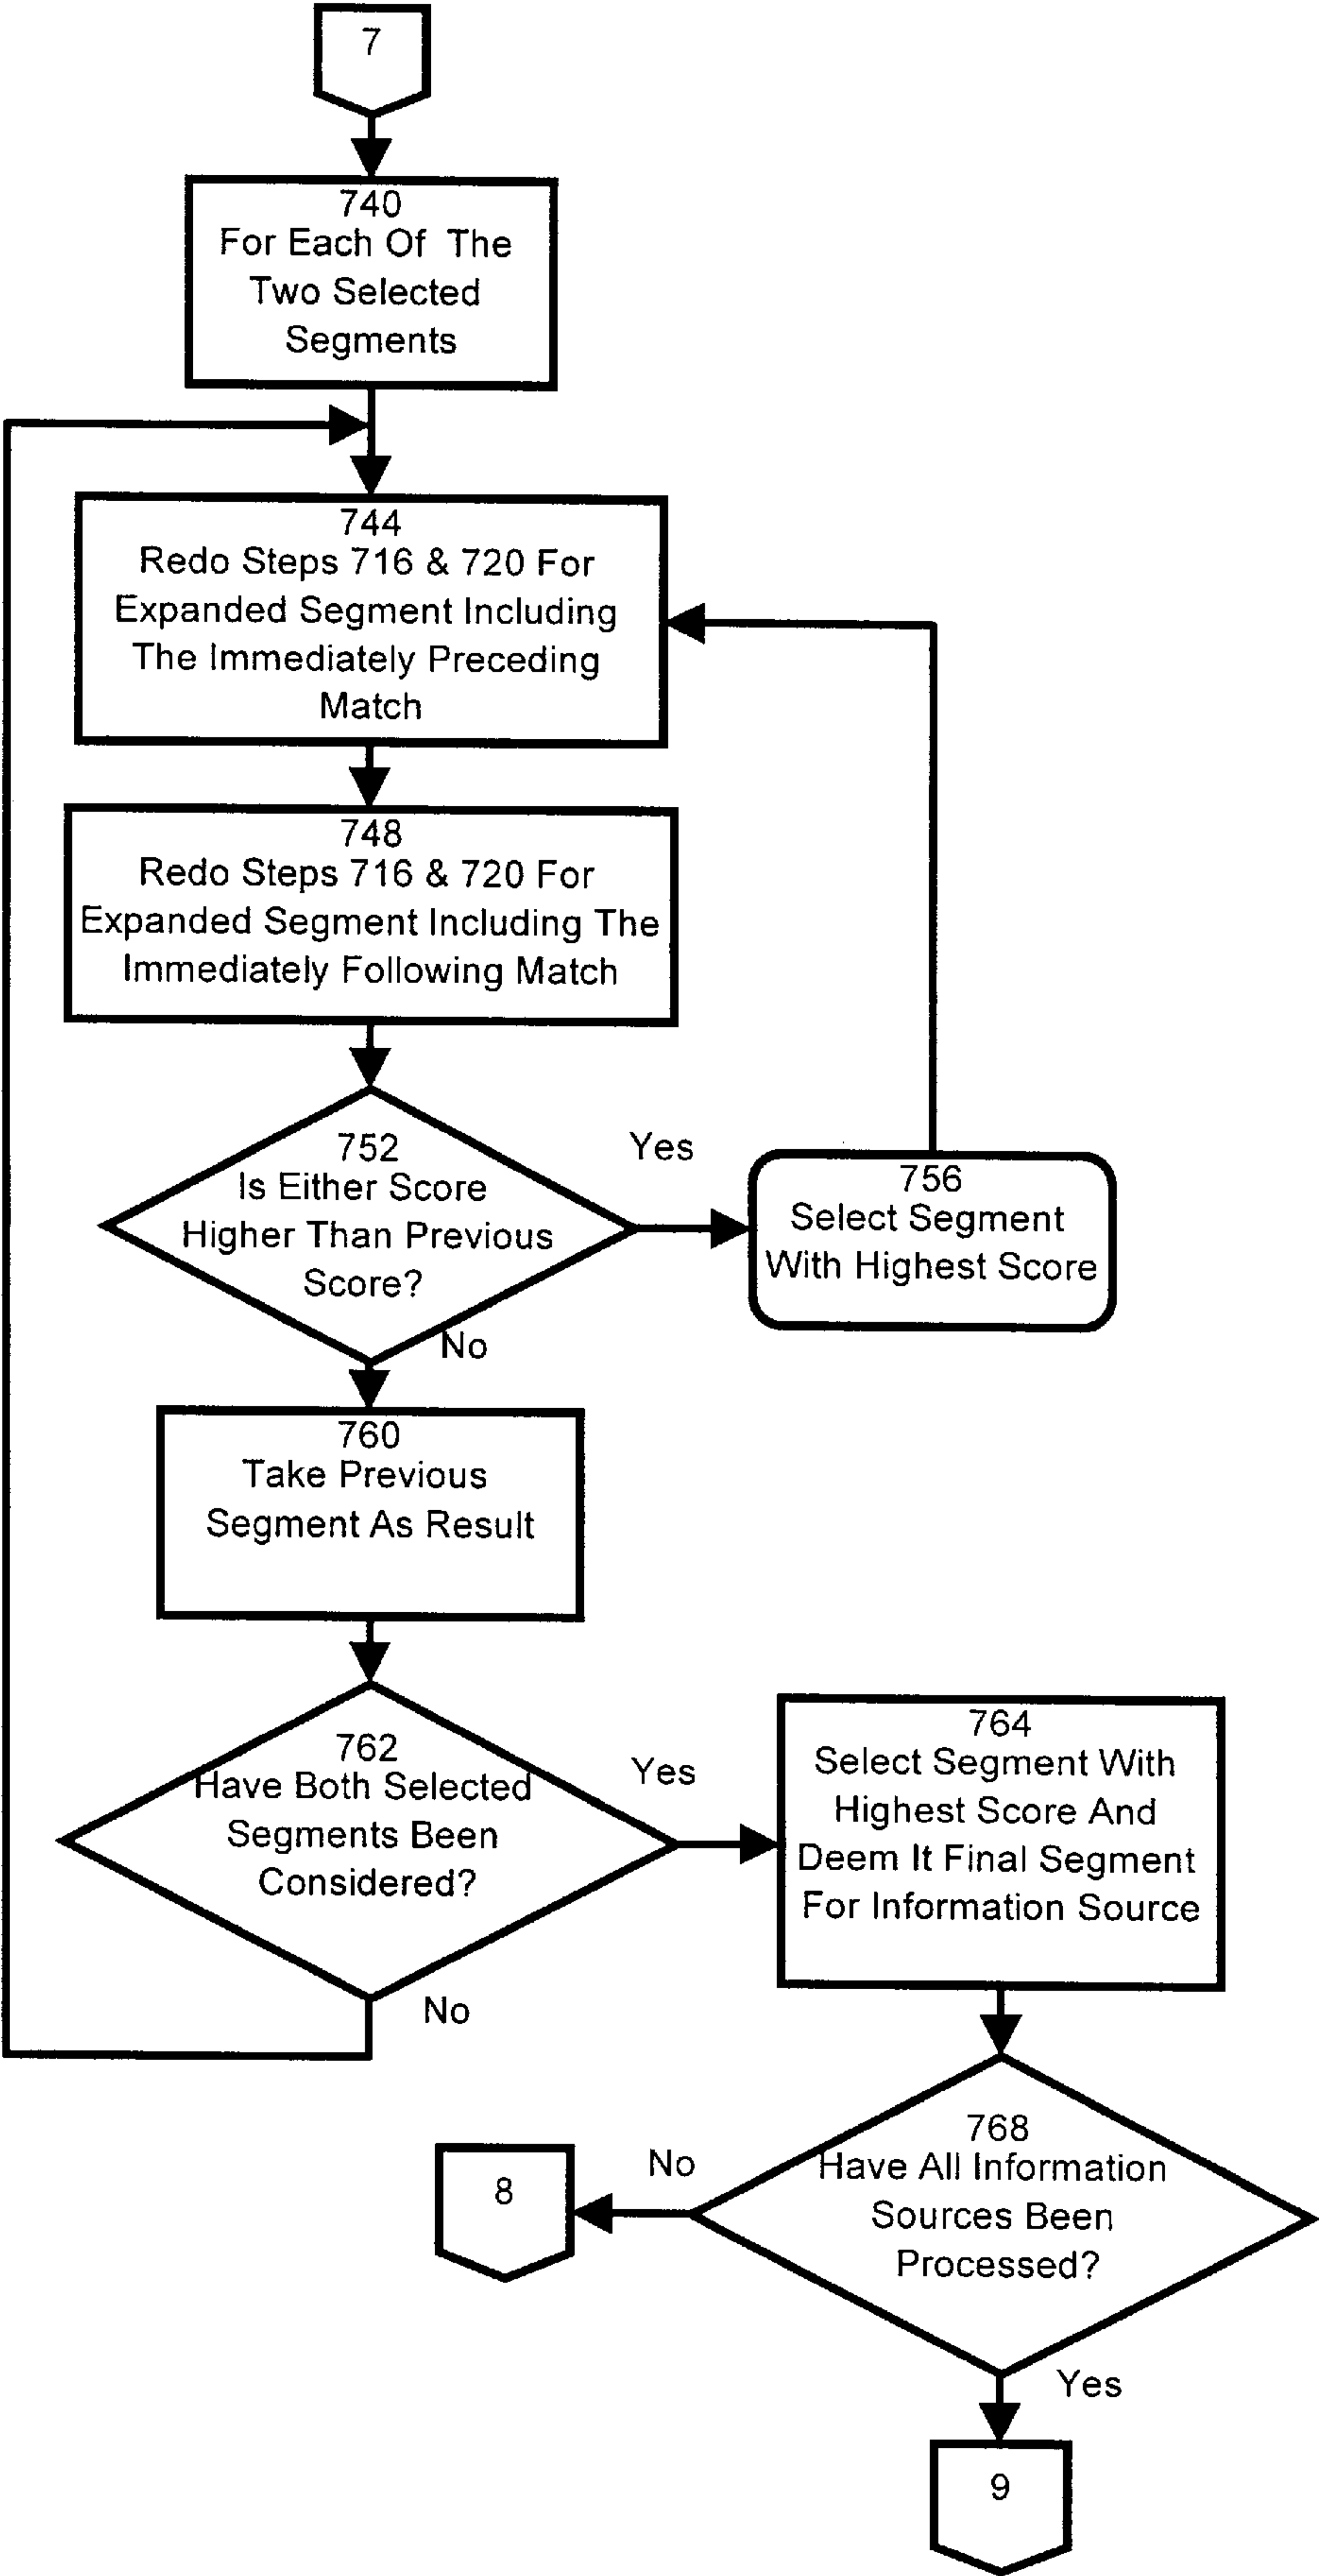 7
740
For Each Of The
Two Selected
Segments
744
Redo Steps 716 & 720 For
Expanded Segment Including
The Immediately Preceding
Match
748
Redo Steps 716 & 720 For
Expanded Segment Including The
Immediately Following Match
752
Is Either Score
Higher Than Previous
Score?
Yes
No
756
Select Segment
With Highest Score
760
Take Previous
Segment As Result
762
Have Both Selected
Segments Been
Considered?
Yes
No
764
Select Segment With
Highest Score And
Deem It Final Segment
For Information Source
768
Have All Information
Sources Been
Processed?
No
8
Yes
9